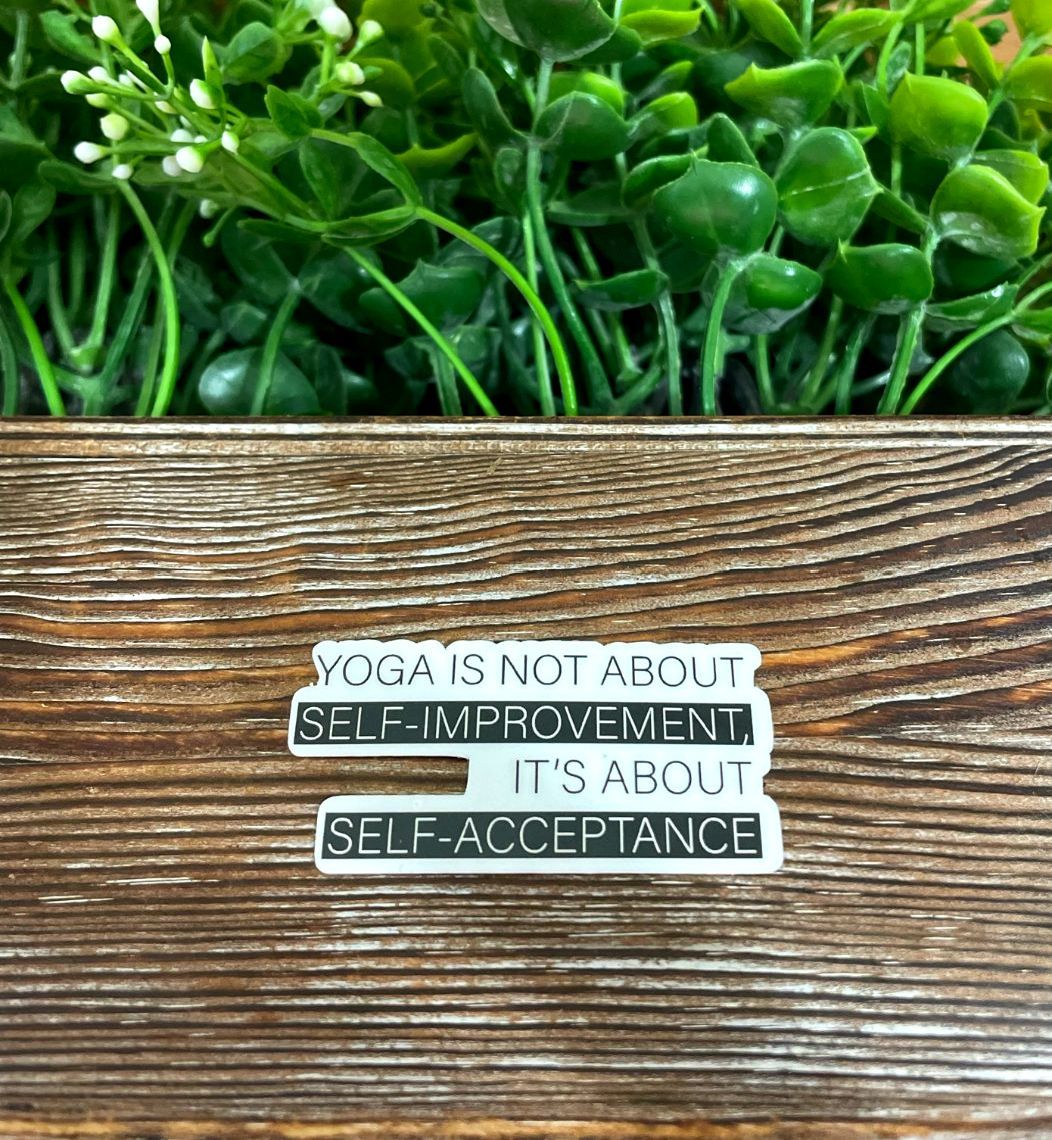 YOGA IS NOT ABOUT
SELF-IMPROVEMENT,
IT'S ABOUT
SELF-ACCEPTANCE